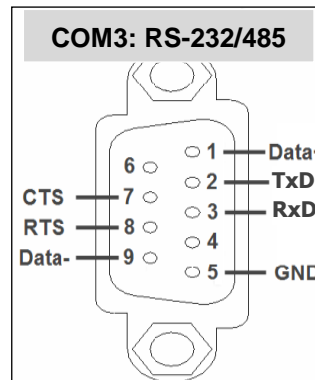 COM3: RS-232/485
1 Data
6
2 TxD
CTS 7
3 RxD
RTS 8
4
Data- 9
5 GND